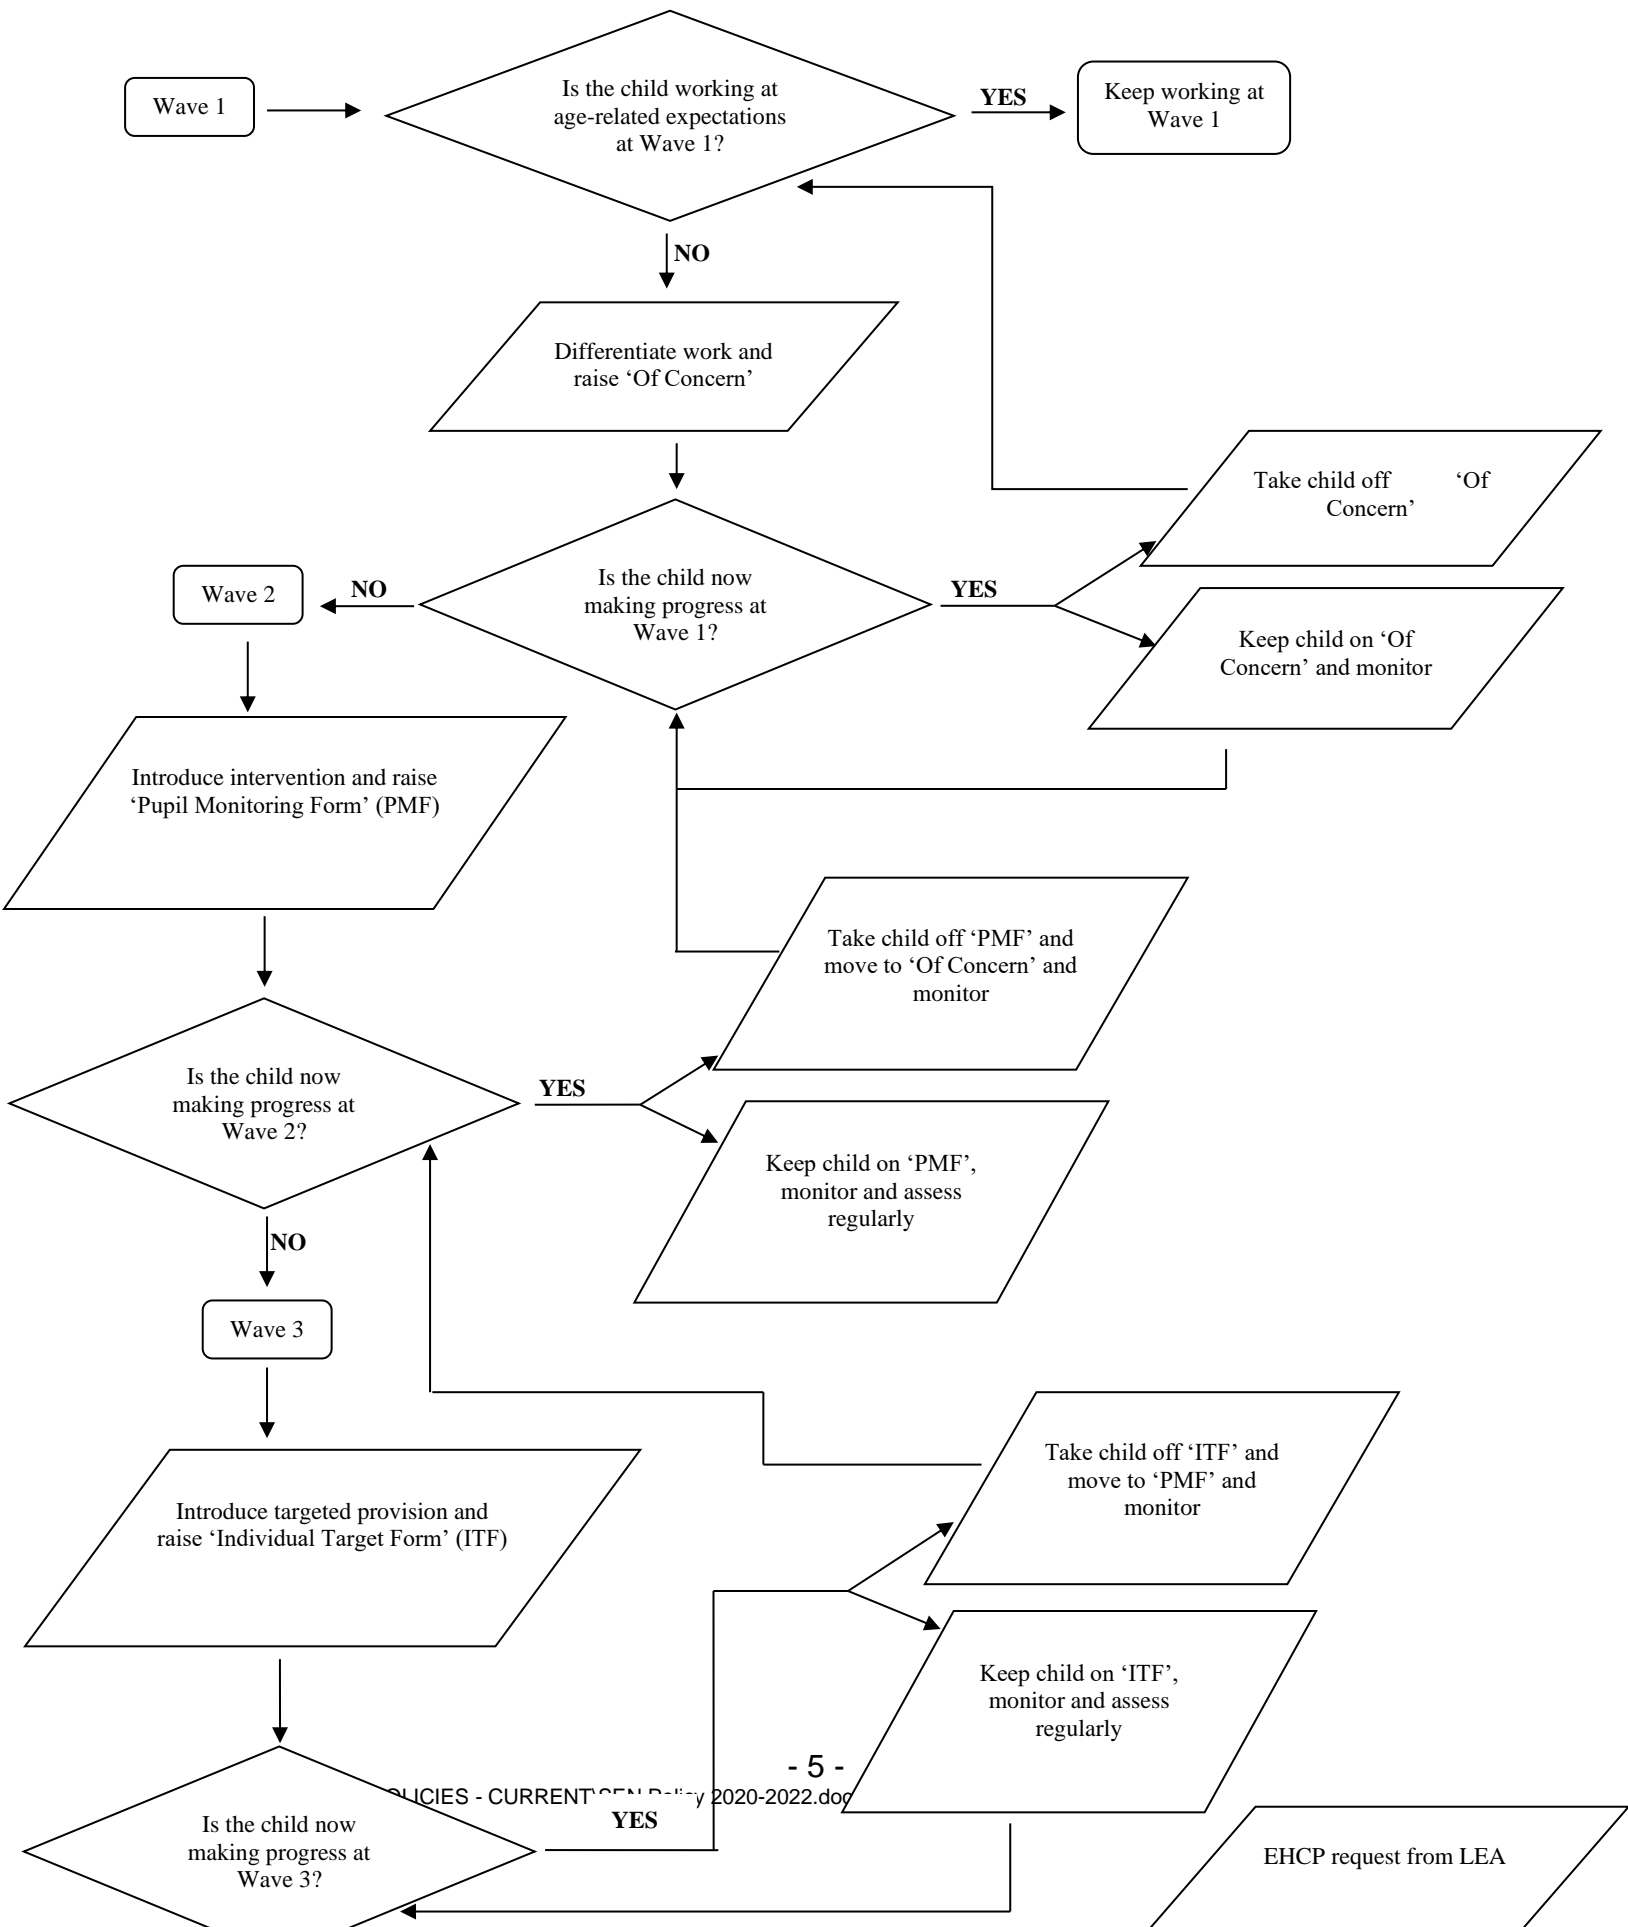 Wave 1
Is the child working at
age-related expectations
at Wave 1?
YES
Keep working at
Wave 1
NO
Differentiate work and
raise ‘Of Concern’
Take child off ‘Of
Concern’
Wave 2
NO
Is the child now
making progress at
Wave 1?
YES
Keep child on ‘Of
Concern’ and monitor
Introduce intervention and raise
‘Pupil Monitoring Form’ (PMF)
Take child off ‘PMF’ and
move to ‘Of Concern’ and
monitor
Is the child now
making progress at
Wave 2?
YES
Keep child on ‘PMF’,
monitor and assess
regularly
NO
Wave 3
Take child off ‘ITF’ and
move to ‘PMF’ and
monitor
Introduce targeted provision and
raise ‘Individual Target Form’ (ITF)
Keep child on ‘ITF’,
monitor and assess
regularly
- 5 -
- CURRENT\SEN Policy 2020-2022.doc
YES
Is the child now
making progress at
Wave 3?
EHCP request from LEA